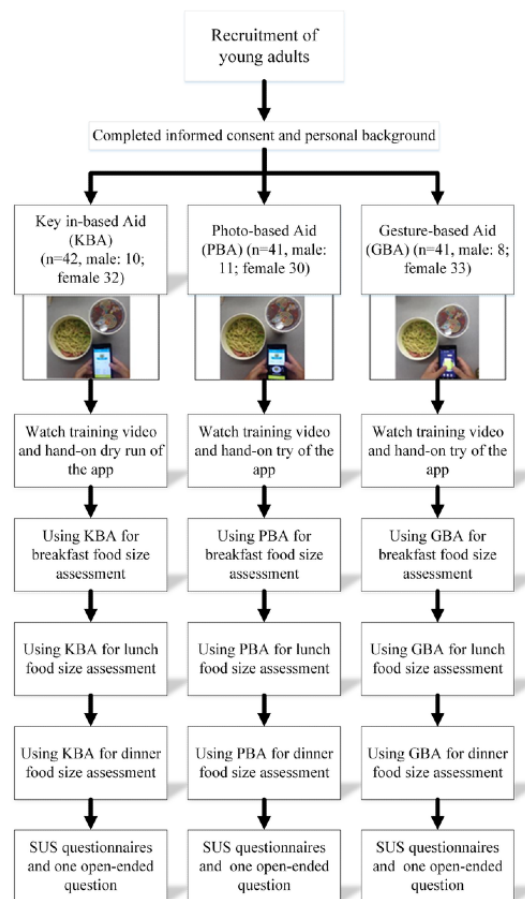 Recruitment of
young adults
Completed informed consent and personal background
Key in-based Aid
(KBA)
(n=42, male: 10;
female 32)
Photo-based Aid
(PBA) (n=41, male:
11; female 30)
Gesture-based Aid
(GBA) (n=41, male: 8;
female 33)
Watch training video
and hand-on dry run of
the app
Watch training video
and hand-on try of the
app
Watch training video
and hand-on try of the
app
Using KBA for
breakfast food size
assessment
Using PBA for
breakfast food size
assessment
Using GBA for
breakfast food size
assessment
Using KBA for lunch
food size assessment
Using PBA for lunch
food size assessment
Using GBA for lunch
food size assessment
Using KBA for dinner
food size assessment
Using PBA for dinner
food size assessment
Using GBA for dinner
food size assessment
SUS questionnaires
and one open-ended
question
SUS questionnaires
and one open-ended
question
SUS questionnaires
and one open-ended
question